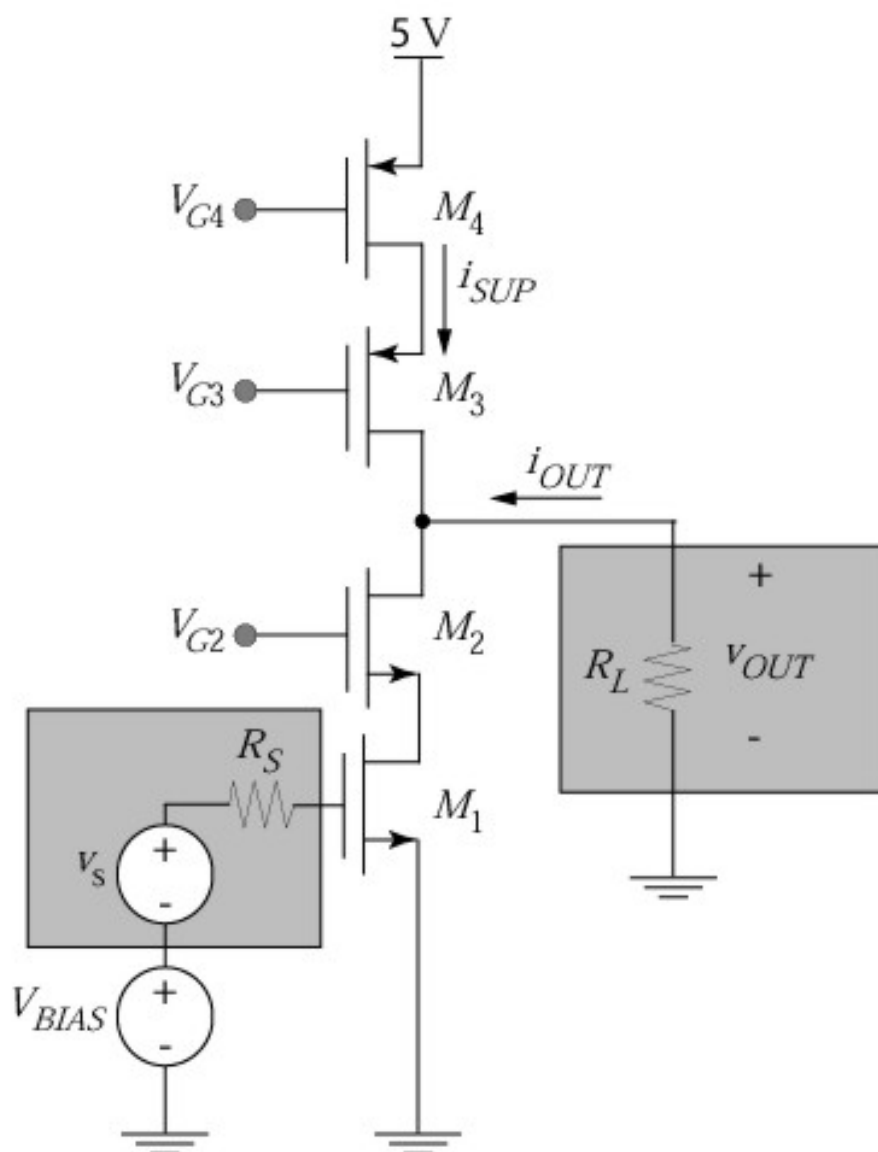 5 V
V_G4
M_4
i_SUP
V_G3
M_3
i_OUT
V_G2
M_2
+
R_L
v_OUT
-
R_S
M_1
+
v_s
-
+
V_BIAS
-